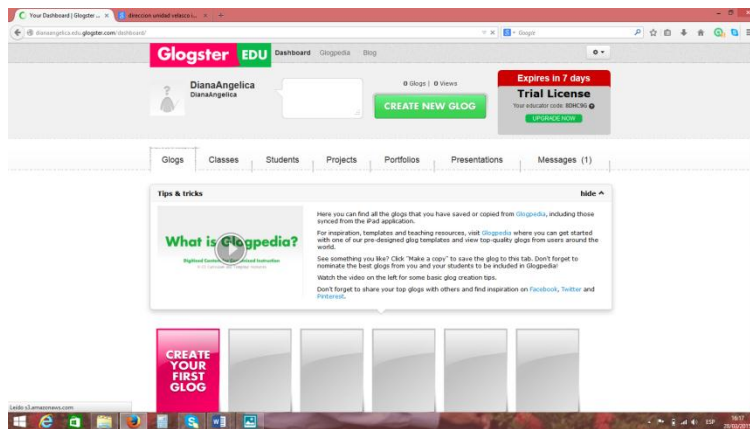 Your Dashboard | Glogster ...
direccion unidad velasco i...
dianaangelica.edu.glogster.com/dashboard/
Google
Glogster EDU Dashboard Glogpedia Blog
DianaAngelica
DianaAngelica
0 Glogs | 0 Views
CREATE NEW GLOG
Expires in 7 days
Trial License
Your educator code: 8DHC9G
UPGRADE NOW
Glogs Classes Students Projects Portfolios Presentations Messages (1)
Tips & tricks hide
What is Glogpedia?
Here you can find all the glogs that you have saved or copied from Glogpedia, including those
synced from the iPad application.
For inspiration, templates and teaching resources, visit Glogpedia where you can get started
with one of our pre-designed glog templates and view top-quality glogs from users around the
world.
See something you like? Click "Make a copy" to save the glog to this tab. Don't forget to
nominate the best glogs from you and your students to be included in Glogpedia!
Watch the video on the left for some basic glog creation tips.
Don't forget to share your top glogs with others and find inspiration on Facebook, Twitter and
Pinterest.
CREATE
YOUR
FIRST
GLOG
Leído s3.amazonaws.com
ESP
16:17